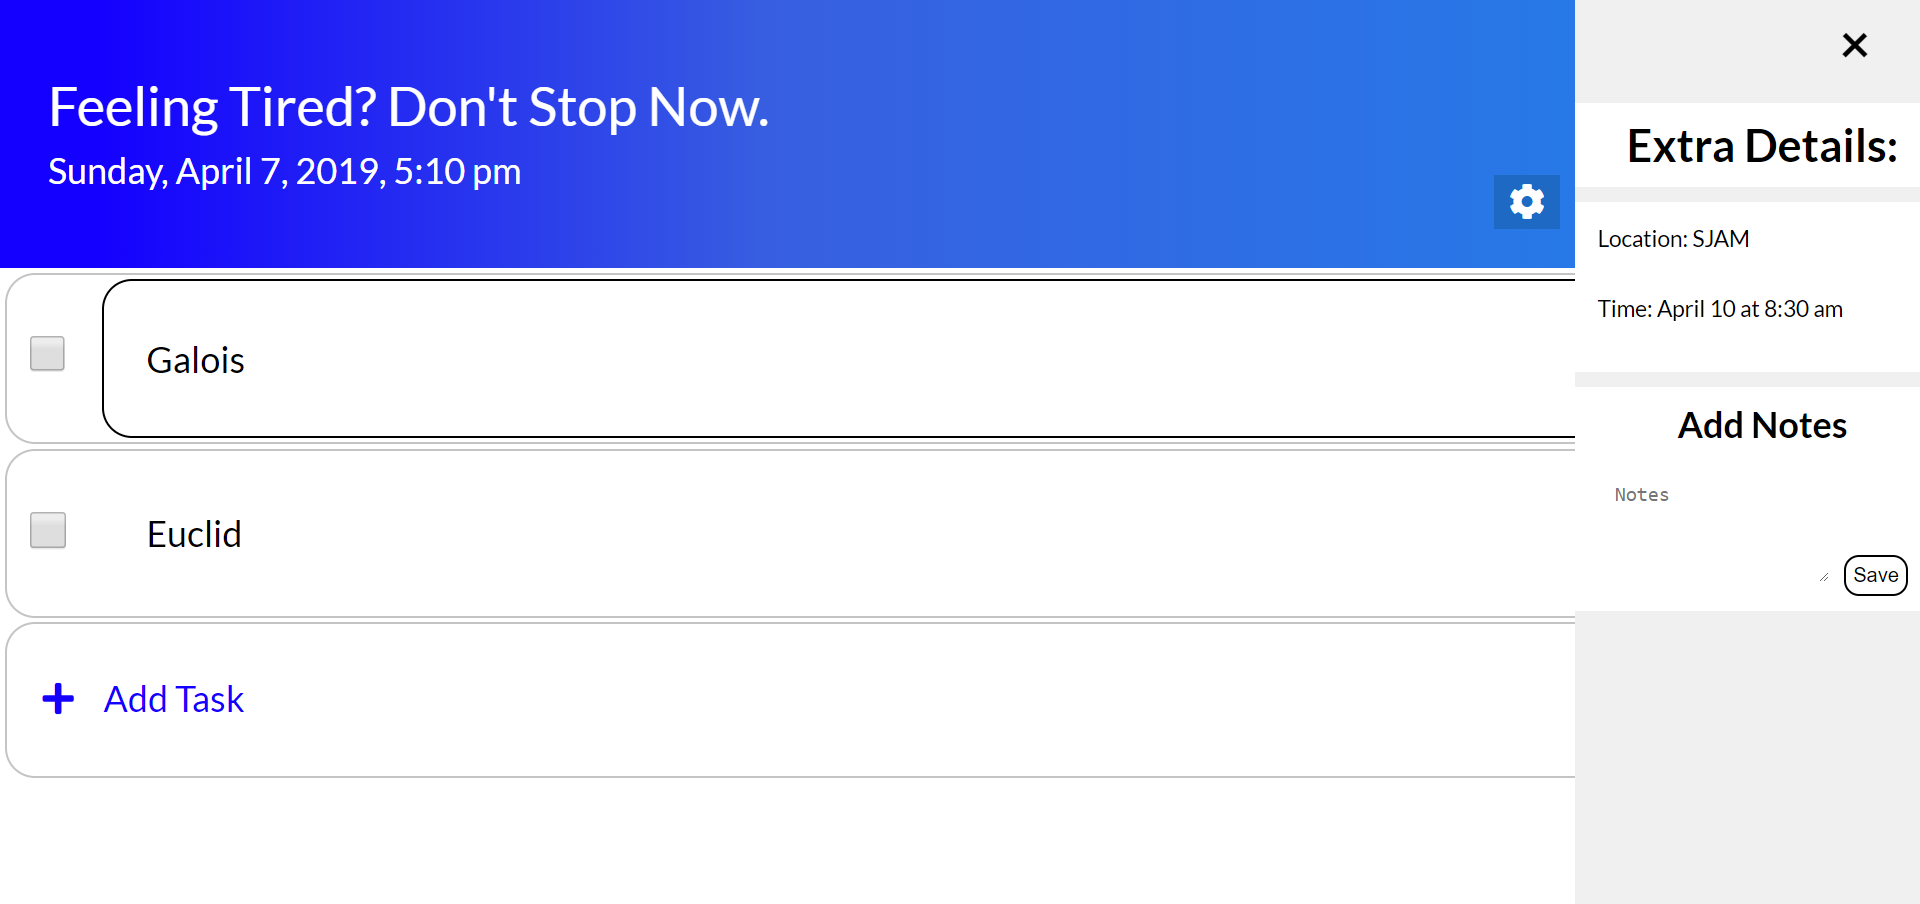 Feeling Tired? Don't Stop Now.
Sunday, April 7, 2019, 5:10 pm
Galois
Euclid
Add Task
Extra Details:
Location: SJAM
Time: April 10 at 8:30 am
Add Notes
Notes
Save